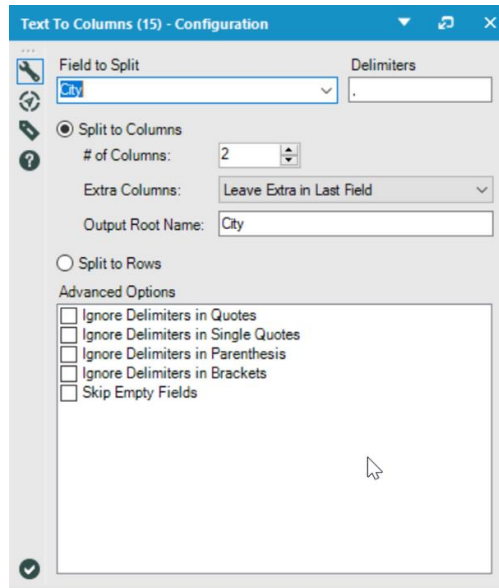 Text To Columns (15) - Configuration
Field to Split Delimiters
City .
Split to Columns
# of Columns: 2
Extra Columns: Leave Extra in Last Field
Output Root Name: City
Split to Rows
Advanced Options
Ignore Delimiters in Quotes
Ignore Delimiters in Single Quotes
Ignore Delimiters in Parenthesis
Ignore Delimiters in Brackets
Skip Empty Fields